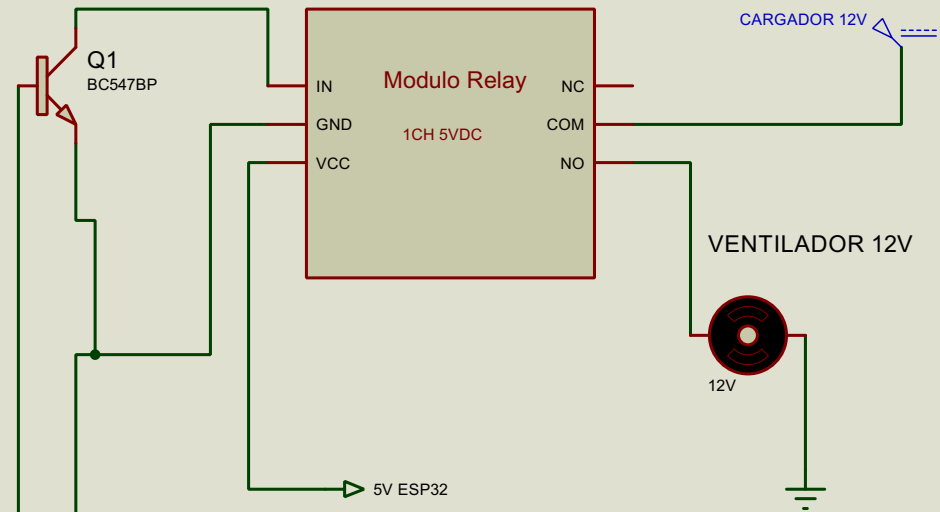 CARGADOR 12V
Q1
BC547BP
Modulo Relay
1CH 5VDC
IN
GND
VCC
NC
COM
NO
VENTILADOR 12V
12V
5V ESP32